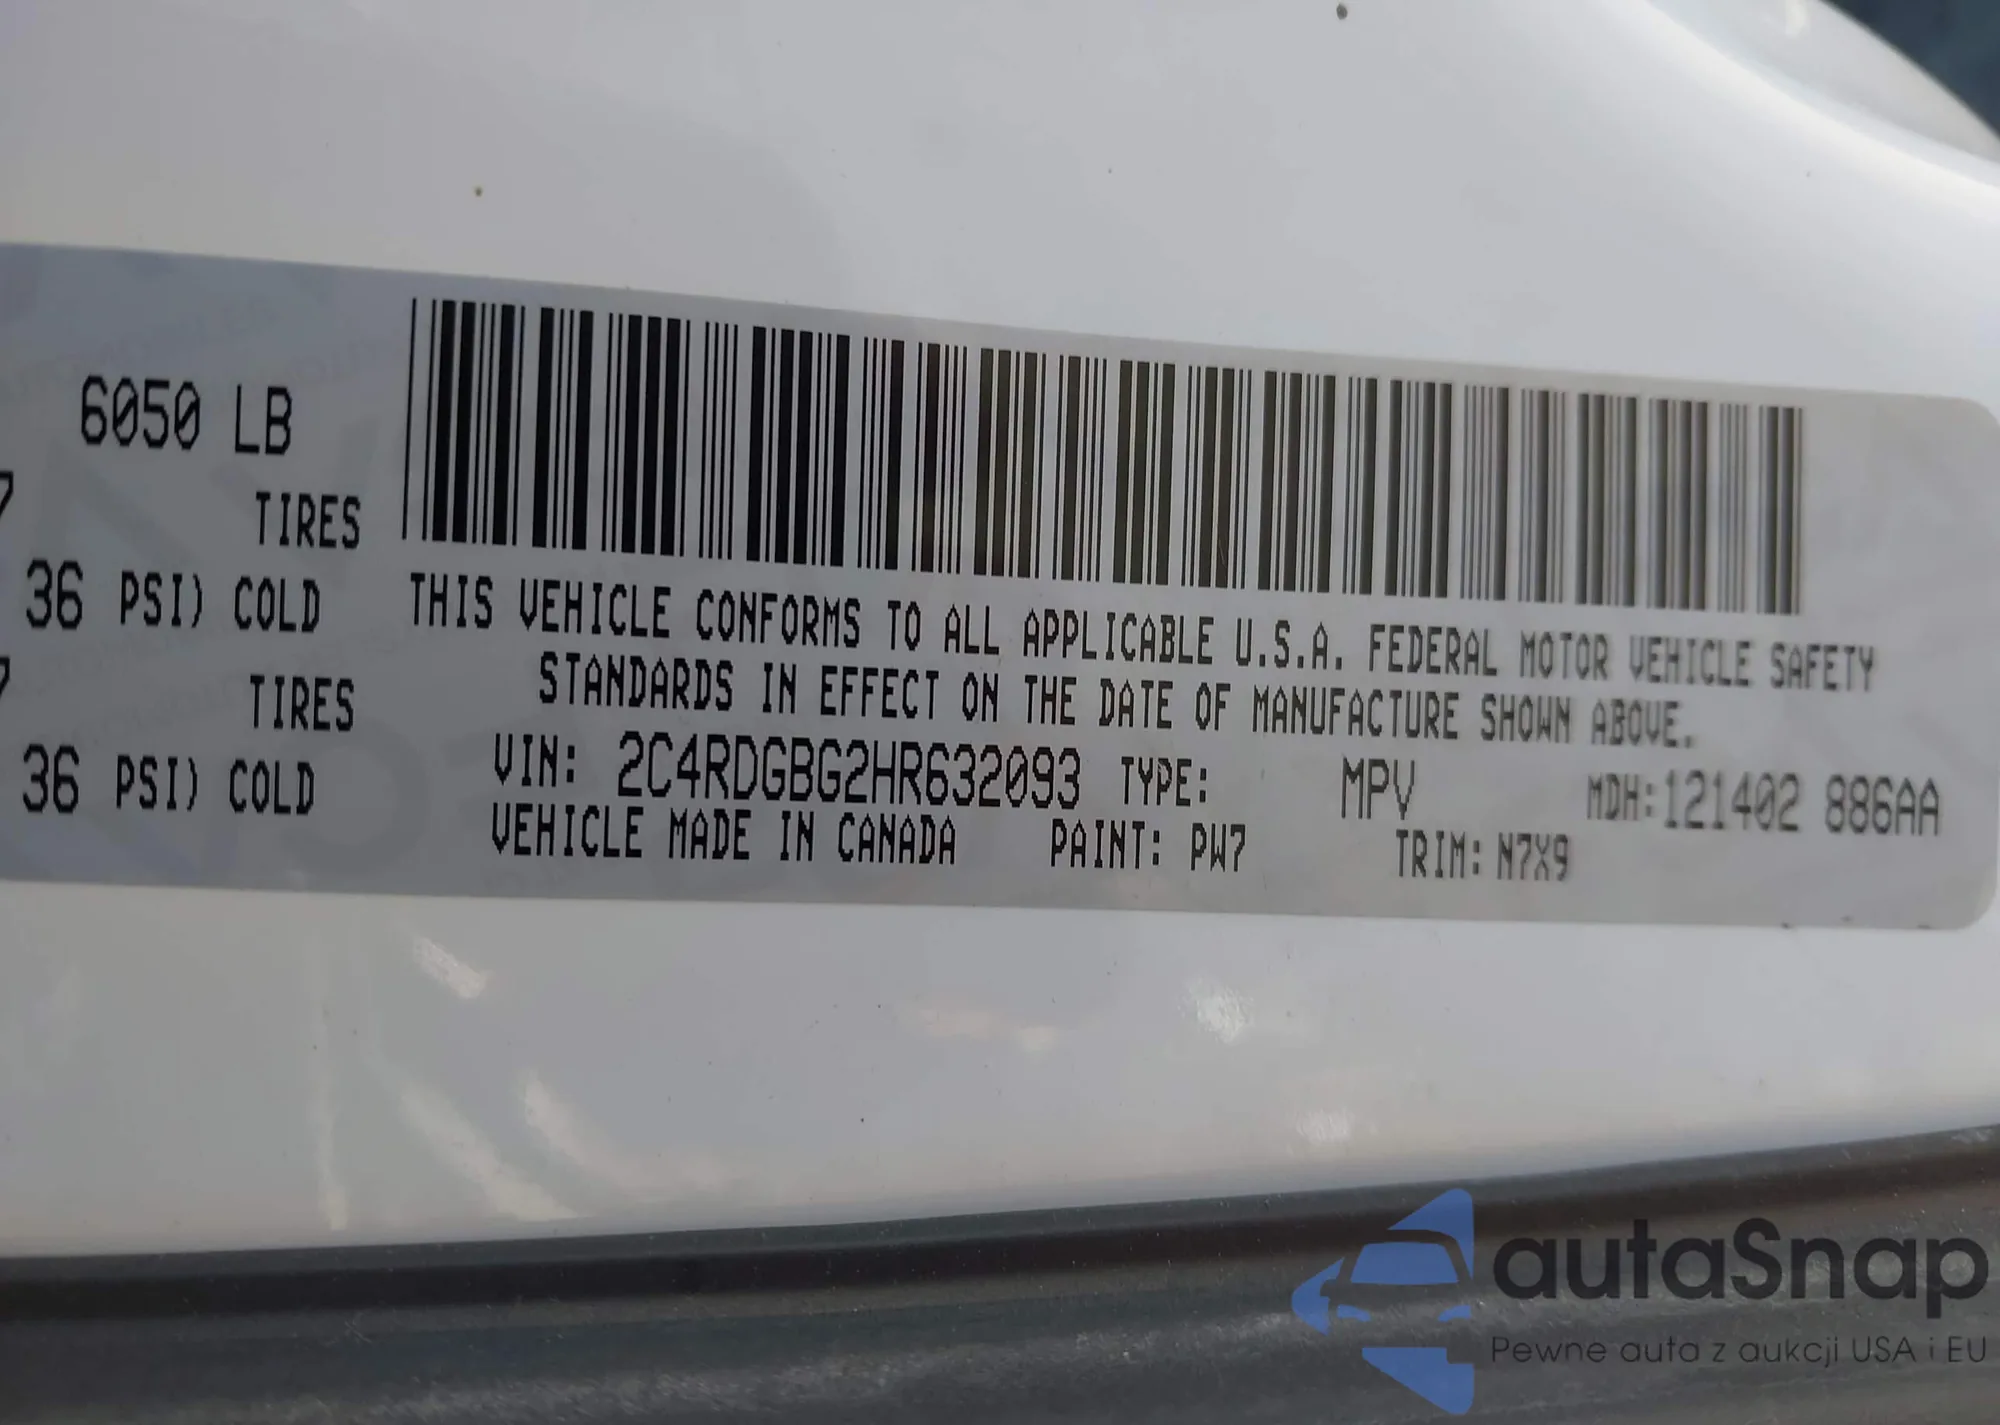 6050 LB
7 TIRES
36 PSI) COLD
7 TIRES
36 PSI) COLD
THIS VEHICLE CONFORMS TO ALL APPLICABLE U.S.A. FEDERAL MOTOR VEHICLE SAFETY
STANDARDS IN EFFECT ON THE DATE OF MANUFACTURE SHOWN ABOVE.
VIN: 2C4RDGBG2HR632093 TYPE: MPV MDH:121402 886AA
VEHICLE MADE IN CANADA PAINT: PW7 TRIM: N7X9
autaSnap
Pewne auta z aukcji USA i EU